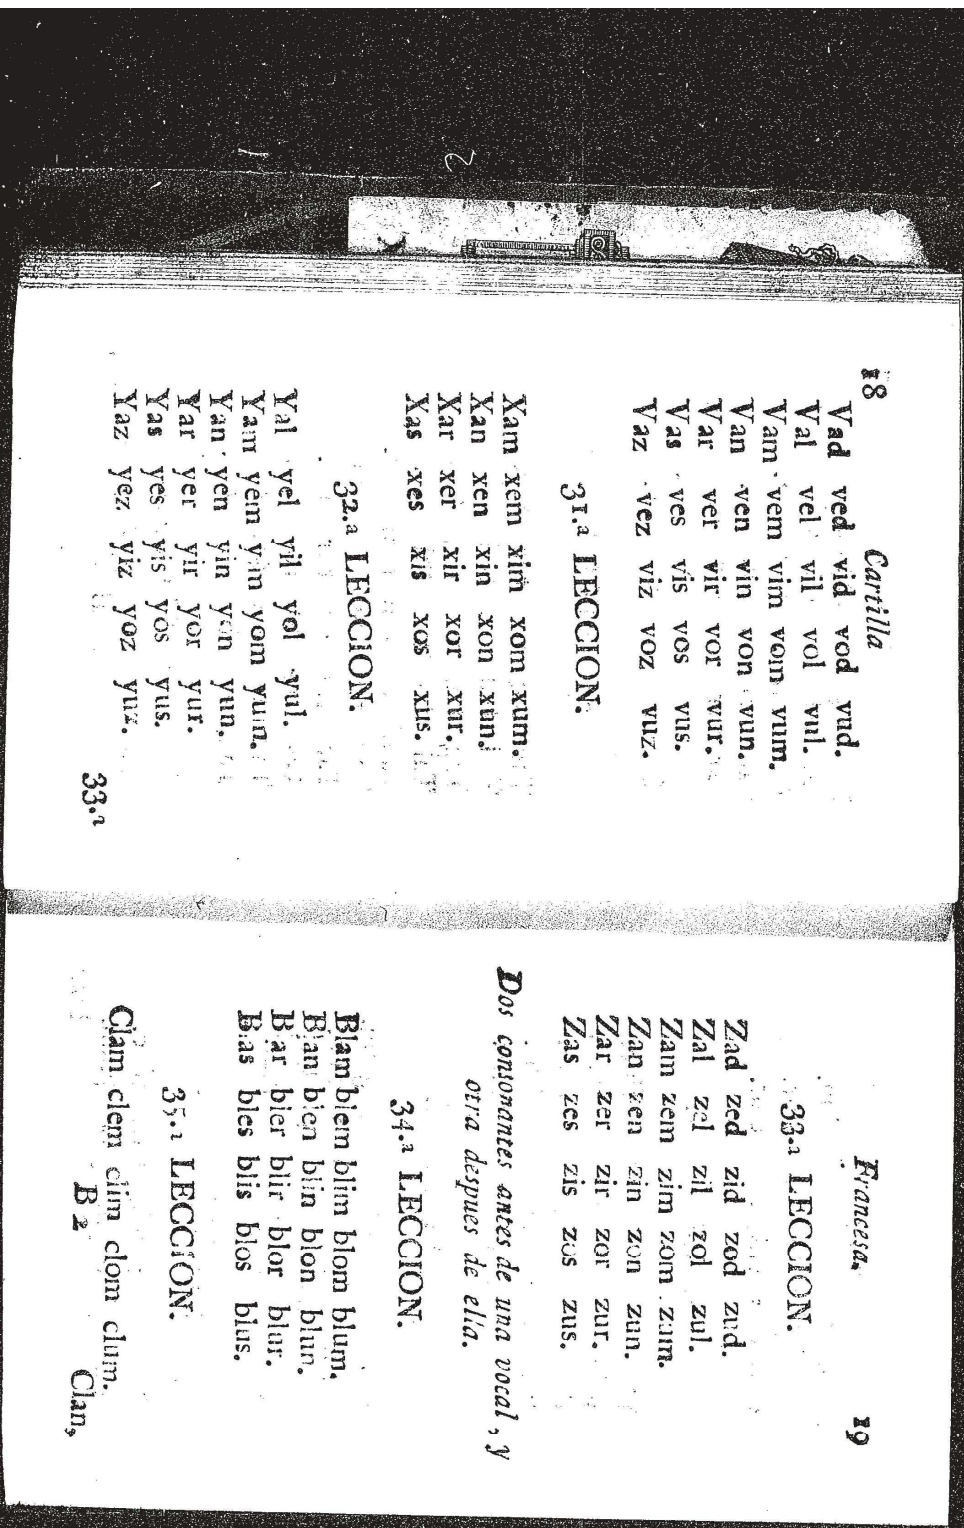 18 Cartilla
Vad ved vid vod vud.
Val vel vil vol vul.
Vam vem vim vom vum.
Van ven vin von vun.
Var ver vir vor vur.
Vas ves vis vos vus.
Vaz vez viz voz vuz.
31.a LECCION.
Xam xem xim xom xum.
Xan xen xin xon xun.
Xar xer xir xor xur.
Xas xes xis xos xus.
32.a LECCION.
Yal yel yil yol yul.
Yam yem yim yom yum.
Yan yen yin yon yun.
Yar yer yir yor yur.
Yas yes yis yos yus.
Yaz yez yiz yoz yuz.
33.a
Francesa. 19
33.a LECCION.
Zad zed zid zod zud.
Zal zel zil zol zul.
Zam zem zim zom zum.
Zan zen zin zon zun.
Zar zer zir zor zur.
Zas zes zis zos zus.
Dos consonantes antes de una vocal, y
otra despues de ella.
34.a LECCION.
Blam blem blim blom blum.
Blan blen blin blon blun.
Blar bler blir blor blur.
Blas bles blis blos blus.
35.a LECCION.
Clam clem clim clom clum.
B 2 Clan,